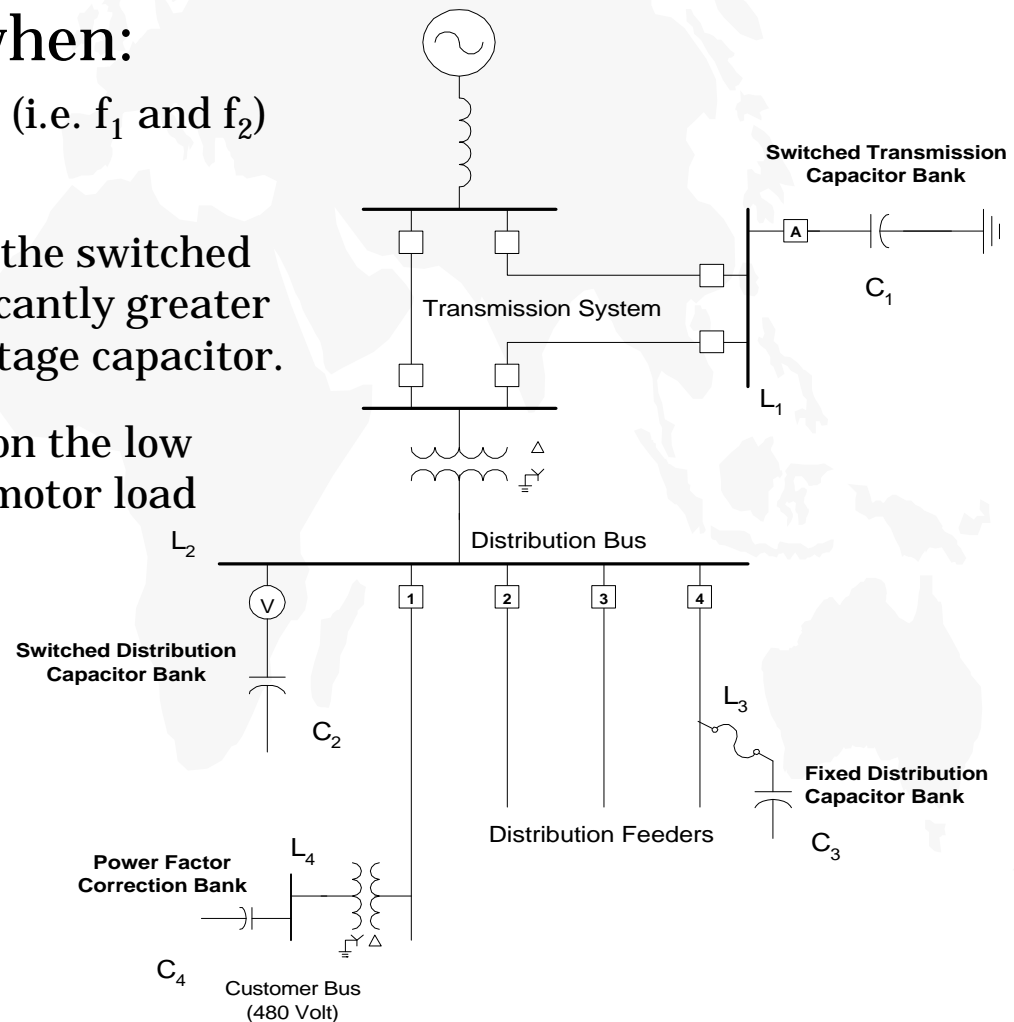 when:
(i.e. f₁ and f₂)
the switched
cantly greater
tage capacitor.
on the low
motor load
Switched Transmission
Capacitor Bank
A
C₁
Transmission System
L₁
L₂
Distribution Bus
V
1
2
3
4
Switched Distribution
Capacitor Bank
C₂
L₃
Fixed Distribution
Capacitor Bank
C₃
Distribution Feeders
L₄
Power Factor
Correction Bank
C₄
Customer Bus
(480 Volt)